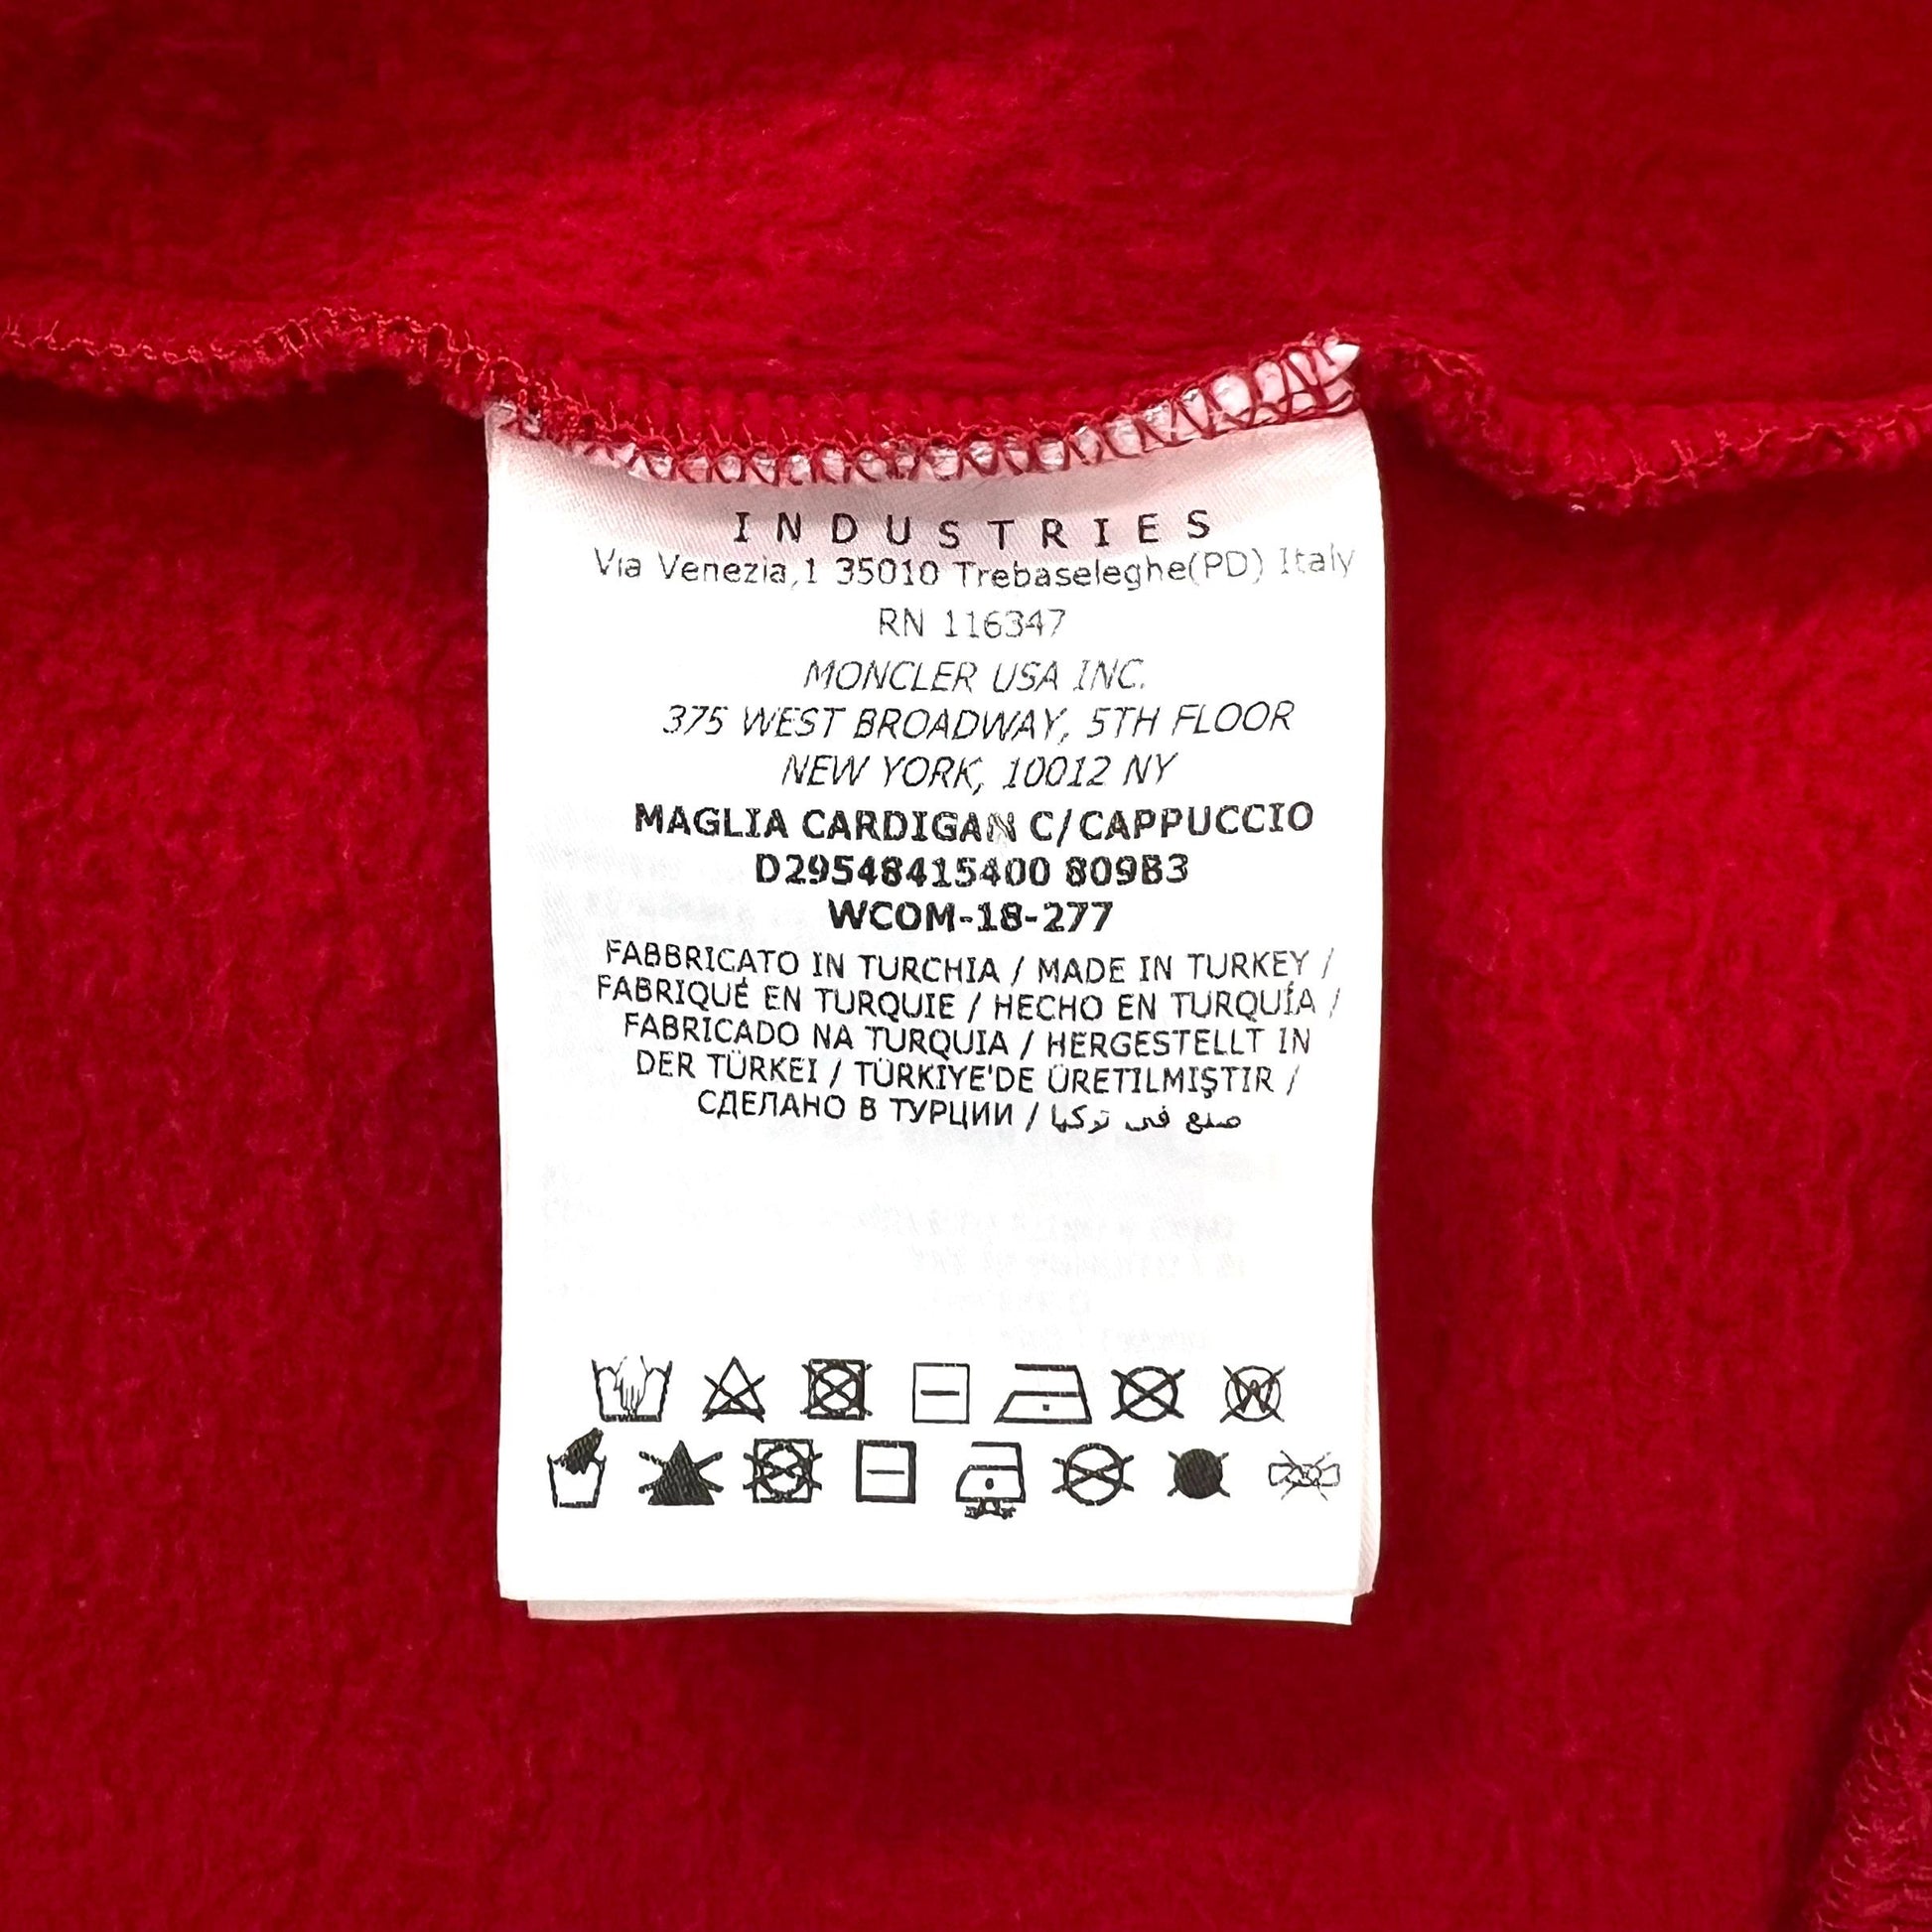 INDUSTRIES
Via Venezia,1 35010 Trebaseleghe(PD) Italy
RN 116347
MONCLER USA INC.
375 WEST BROADWAY, 5TH FLOOR
NEW YORK, 10012 NY
MAGLIA CARDIGAN C/CAPPUCCIO
D29548415400 809B3
WCOM-18-277
FABBRICATO IN TURCHIA / MADE IN TURKEY /
FABRIQUÉ EN TURQUIE / HECHO EN TURQUÍA /
FABRICADO NA TURQUIA / HERGESTELLT IN
DER TÜRKEI / TÜRKIYE'DE ÜRETILMIŞTIR /
СДЕЛАНО В ТУРЦИИ / صنع في تركيا